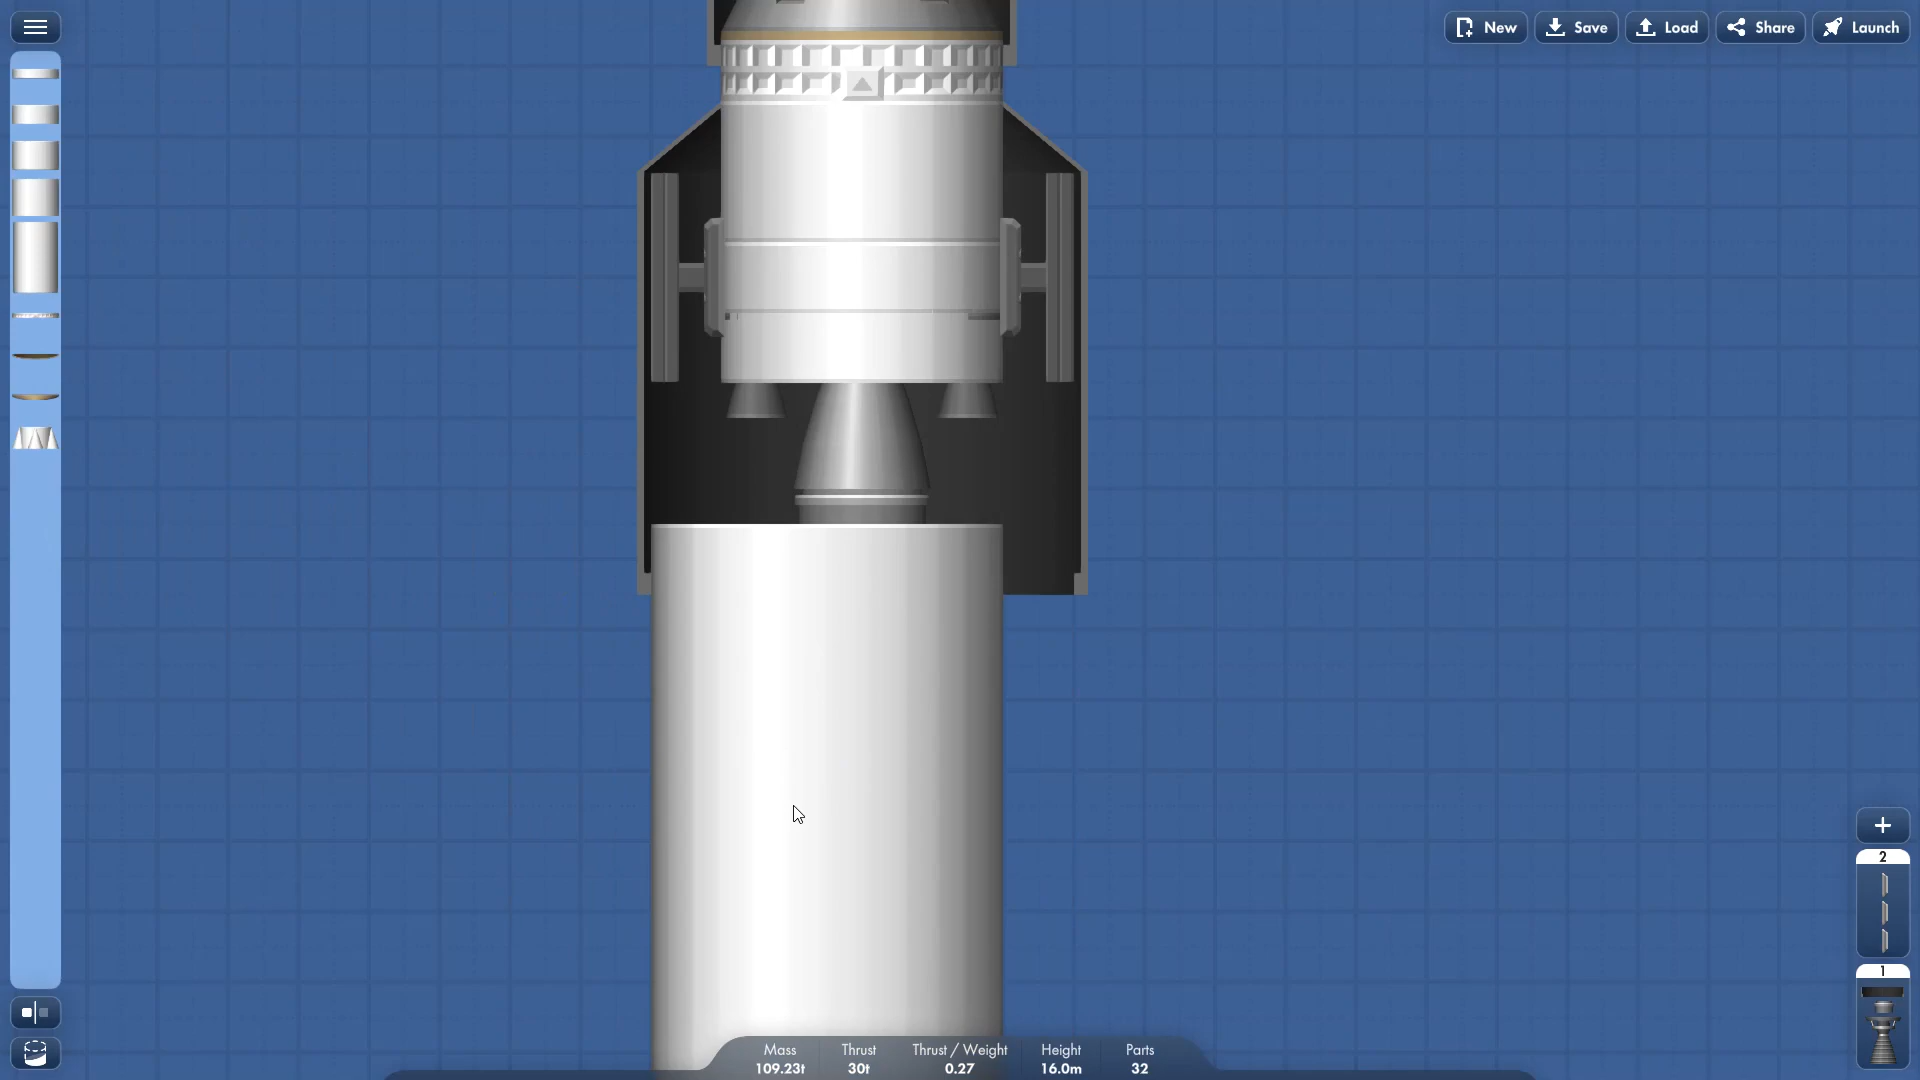 New
Save
Load
Share
Launch
2
1
Mass
109.23t
Thrust
30t
Thrust / Weight
0.27
Height
16.0m
Parts
32